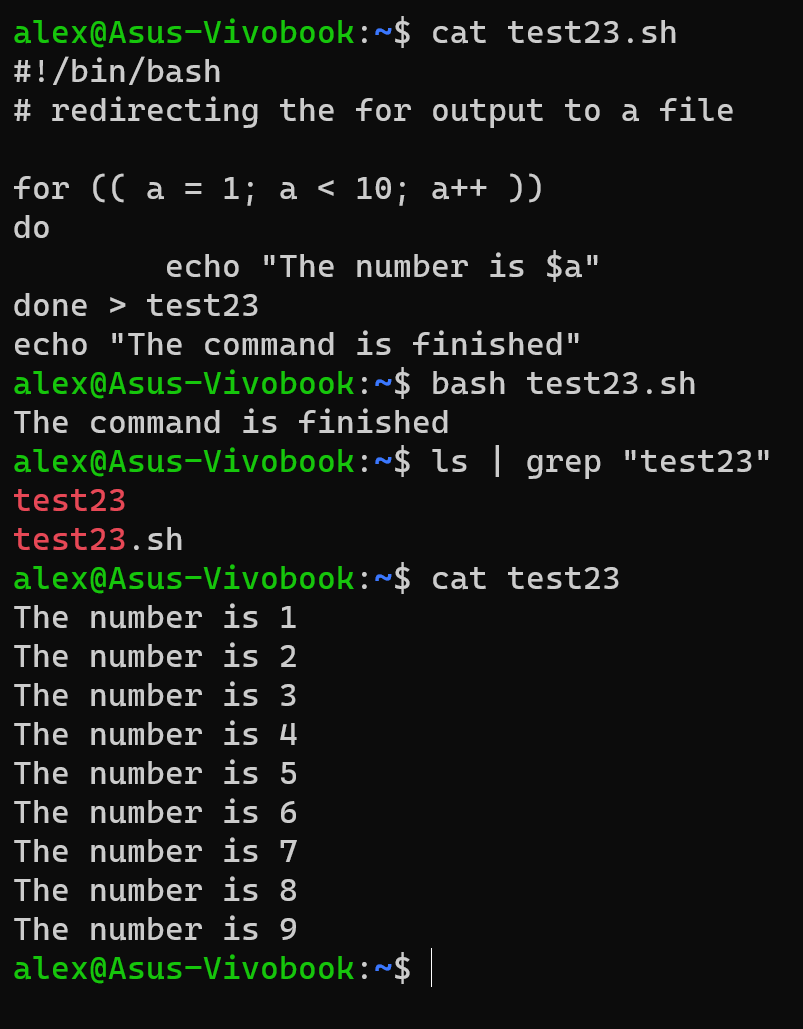 alex@Asus-Vivobook:~$ cat test23.sh
#!/bin/bash
# redirecting the for output to a file

for (( a = 1; a < 10; a++ ))
do
        echo "The number is $a"
done > test23
echo "The command is finished"
alex@Asus-Vivobook:~$ bash test23.sh
The command is finished
alex@Asus-Vivobook:~$ ls | grep "test23"
test23
test23.sh
alex@Asus-Vivobook:~$ cat test23
The number is 1
The number is 2
The number is 3
The number is 4
The number is 5
The number is 6
The number is 7
The number is 8
The number is 9
alex@Asus-Vivobook:~$